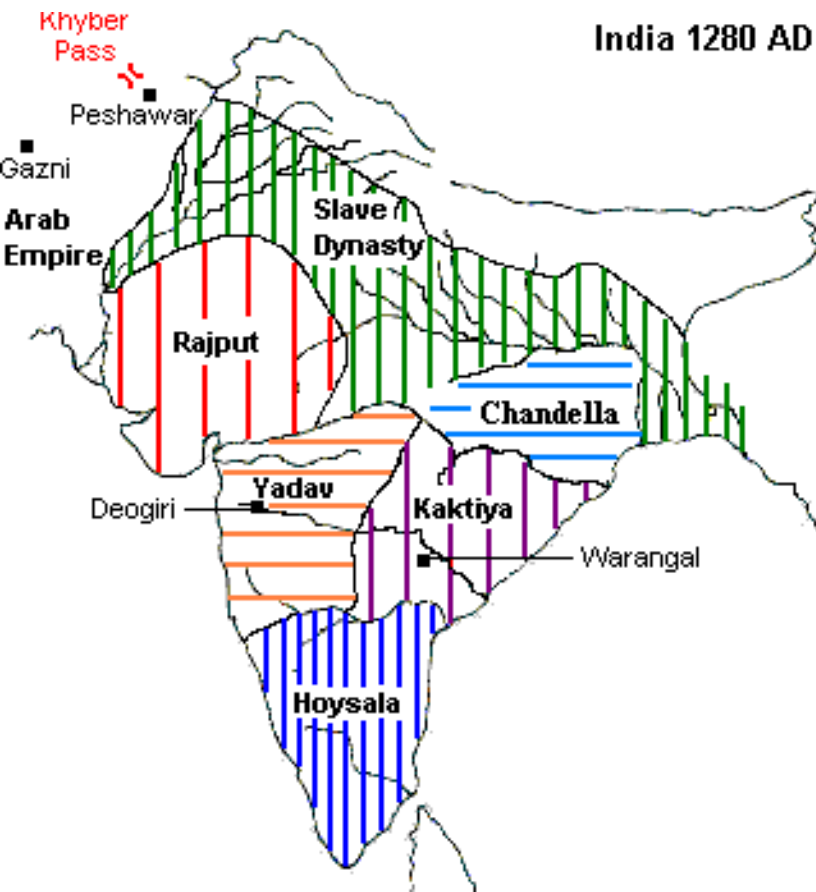 Khyber
Pass
India 1280 AD
Peshawar
Gazni
Arab
Empire
Slave
Dynasty
Rajput
Chandella
Yadav
Deogiri
Kaktiya
Warangal
Hoysala